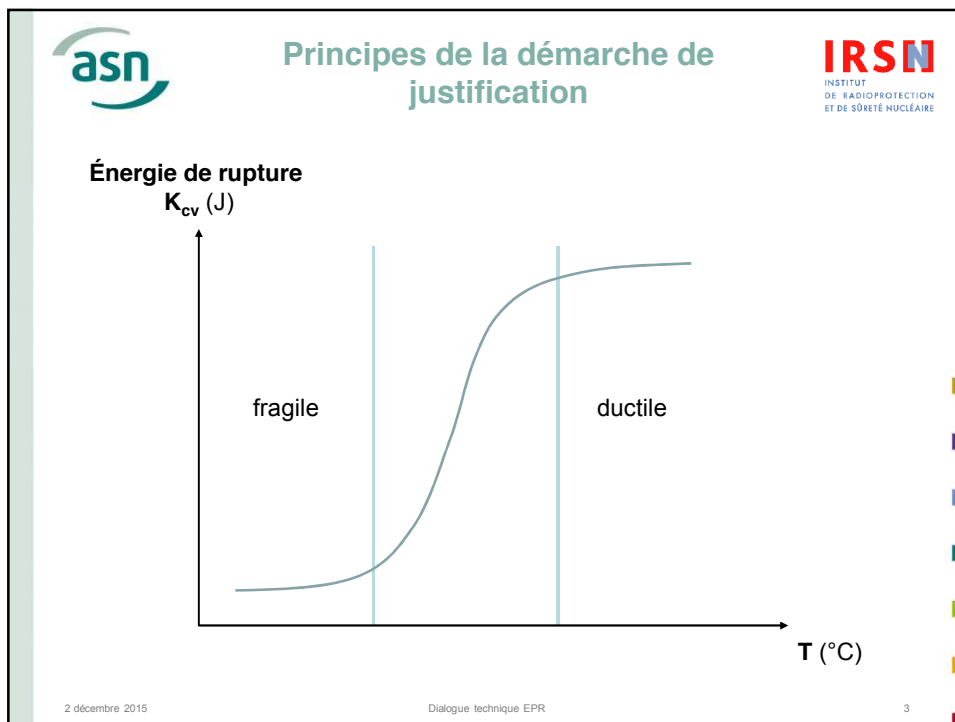 asn
Principes de la démarche de
justification
IRSN
INSTITUT
DE RADIOPROTECTION
ET DE SÛRETÉ NUCLÉAIRE
Énergie de rupture
Kcv (J)
fragile
ductile
T (°C)
2 décembre 2015
Dialogue technique EPR
3